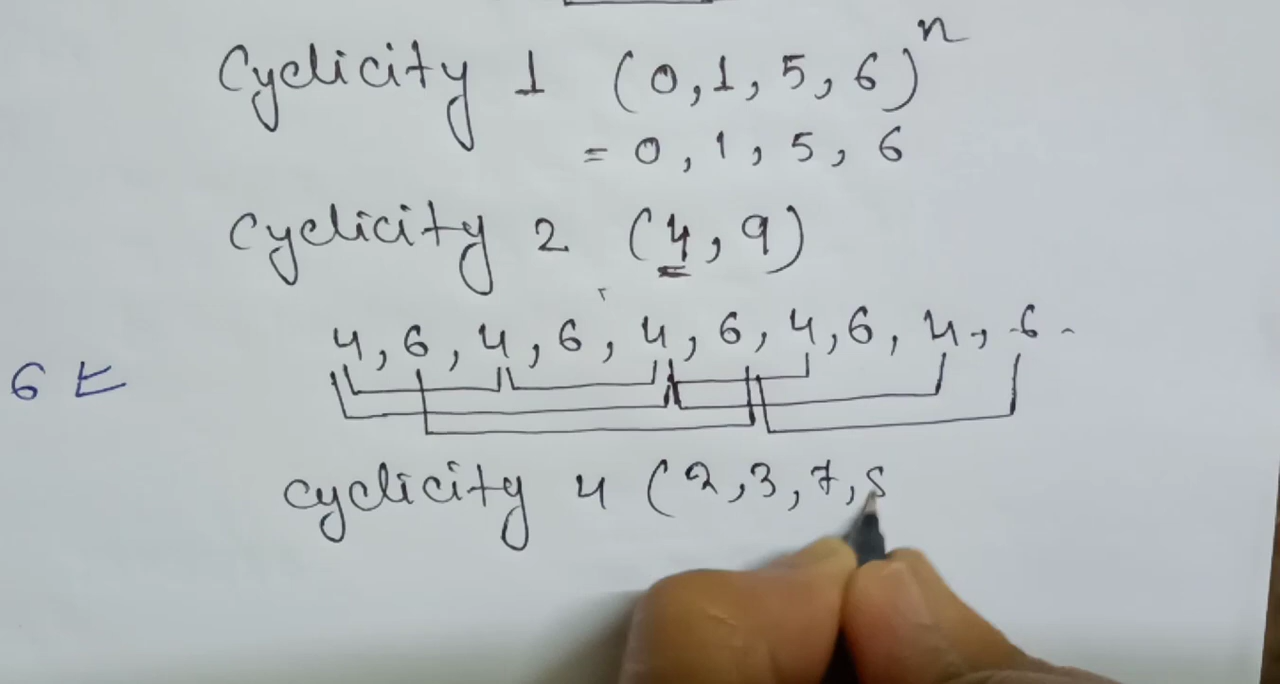 Cyclicity 1 (0, 1, 5, 6)ⁿ
= 0, 1, 5, 6
Cyclicity 2 (4, 9)
4, 6, 4, 6, 4, 6, 4, 6, 4, 6
6
cyclicity 4 (2, 3, 7,